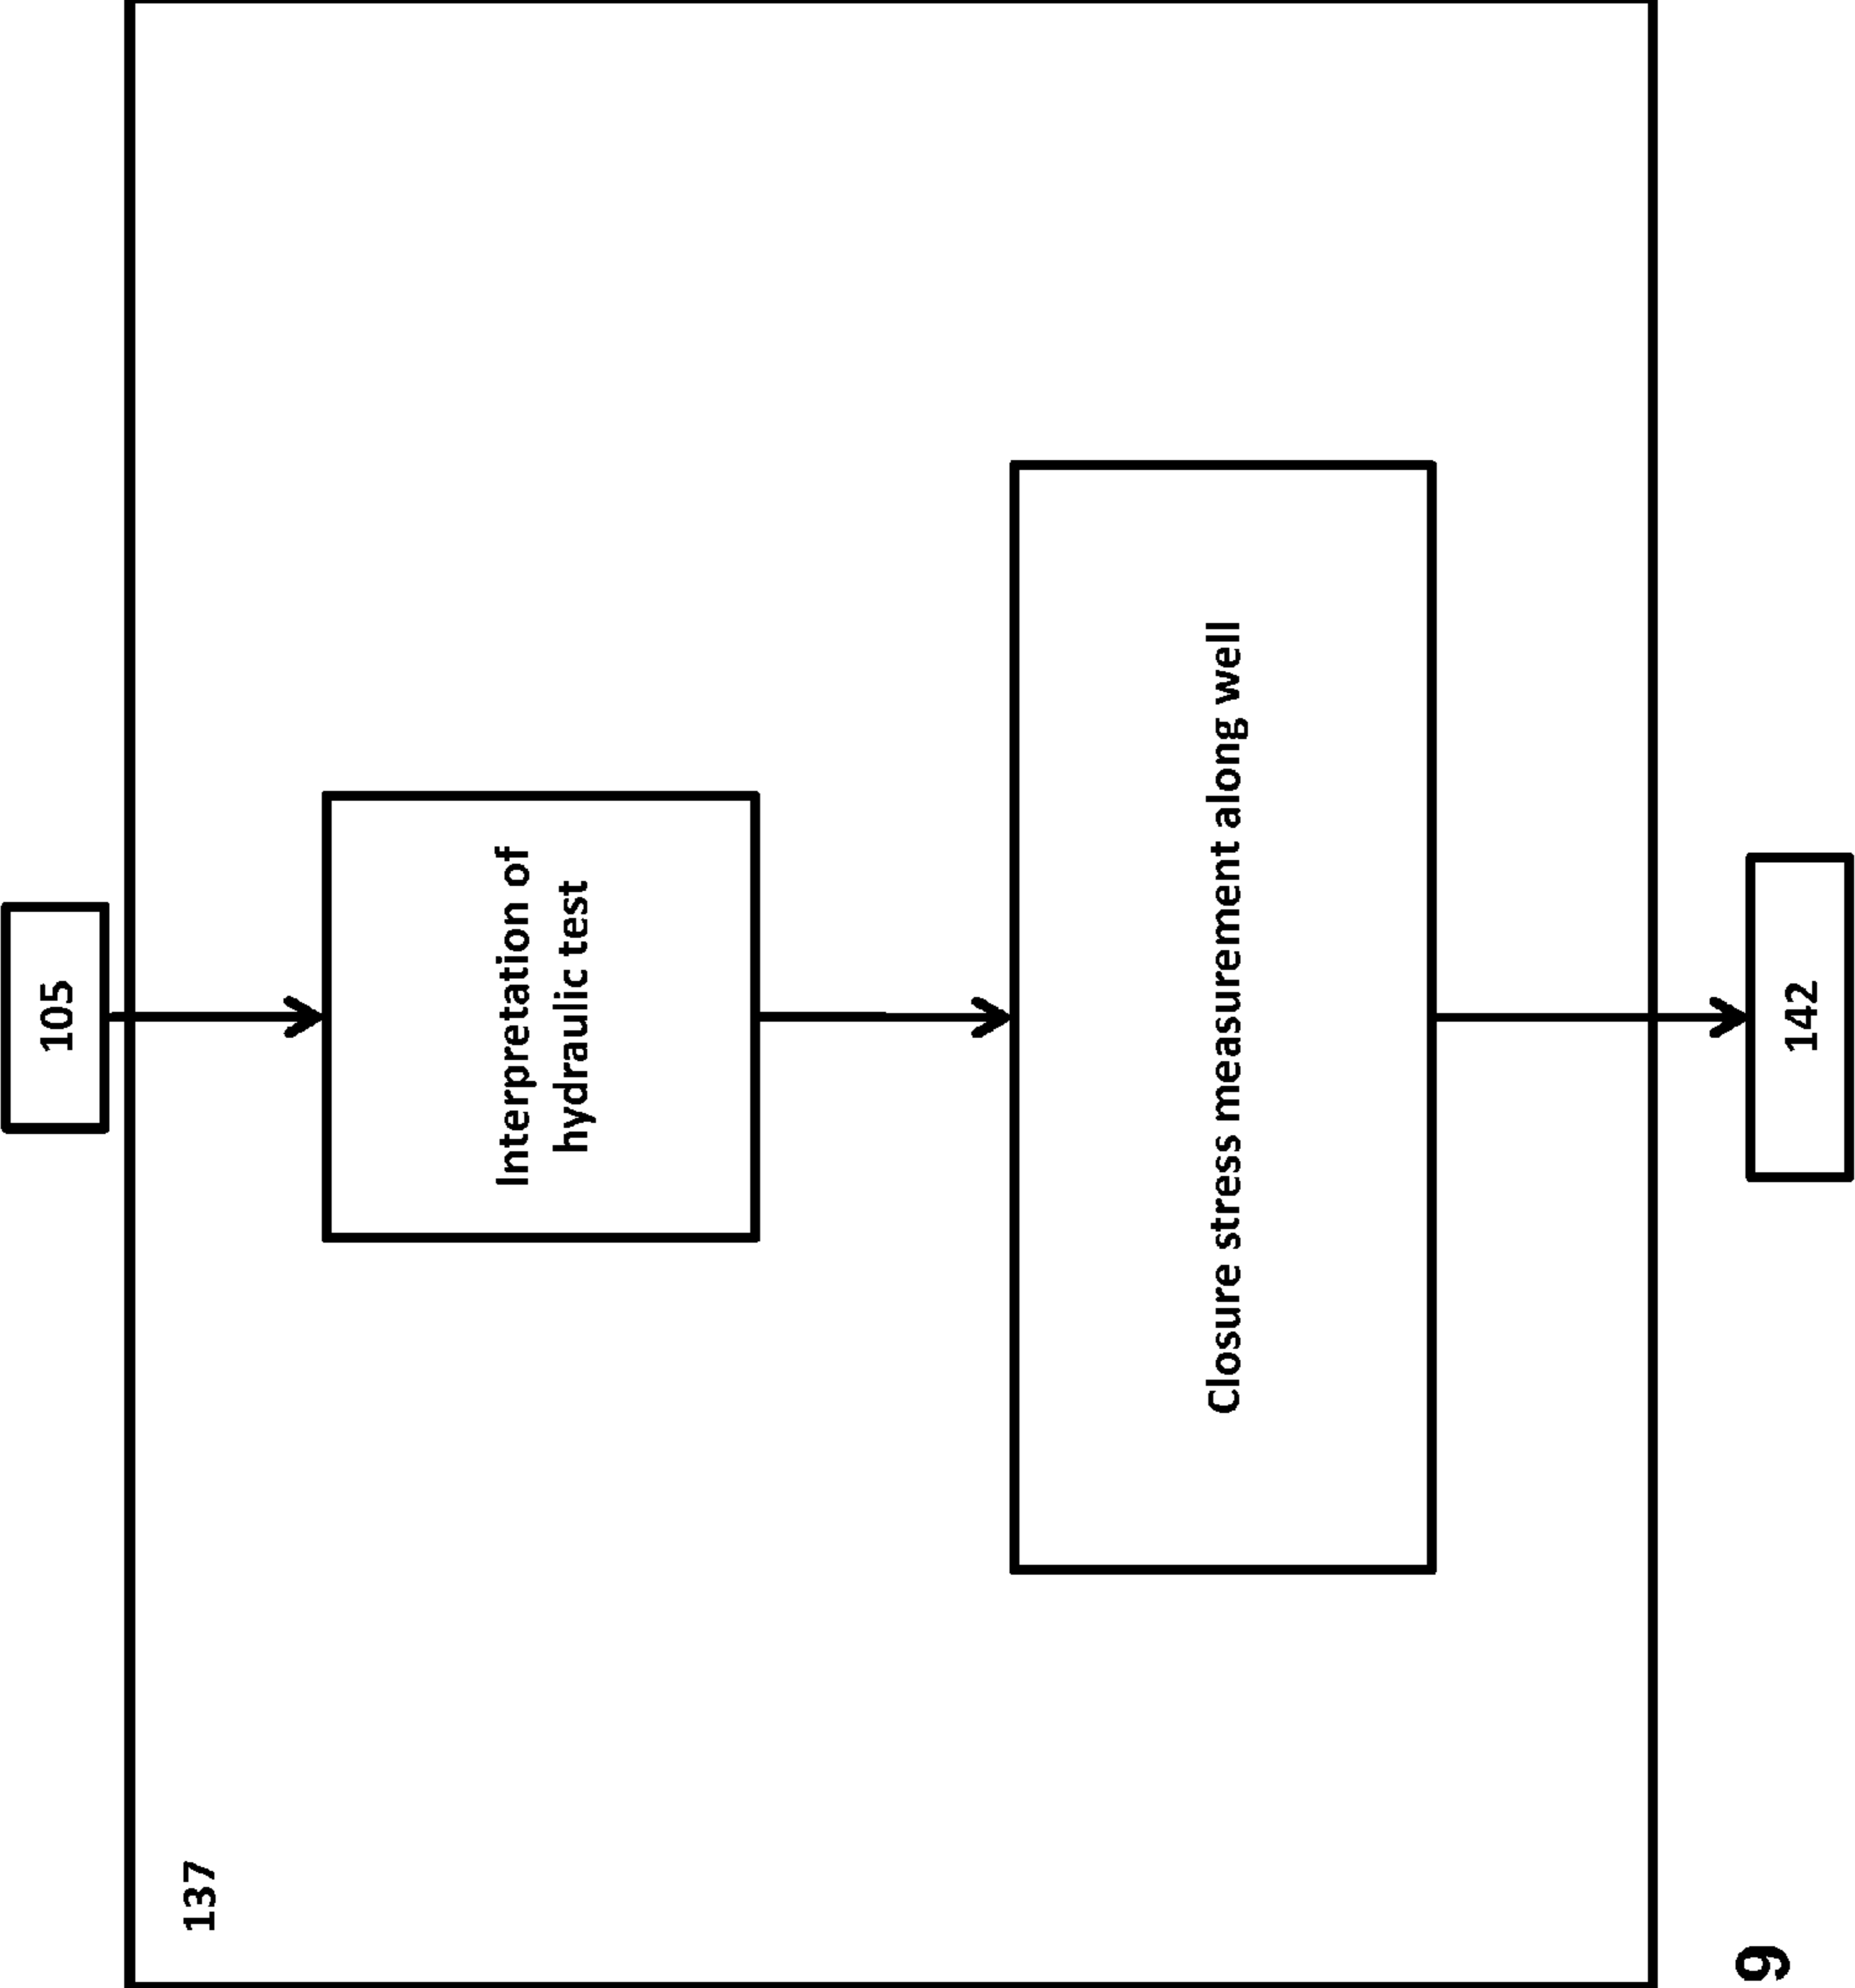 105
137
Interpretation of
hydraulic test
Closure stress measurement along well
142
9